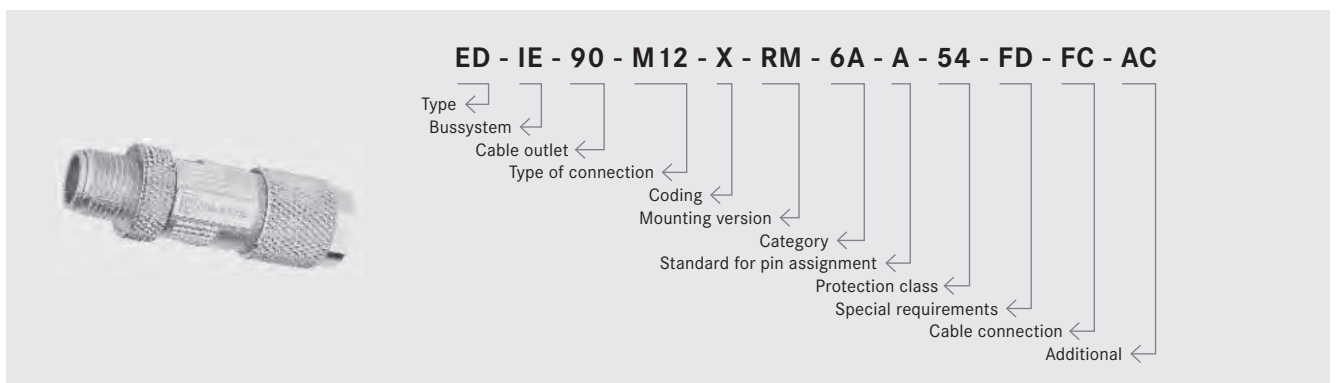 ED - IE - 90 - M12 - X - RM - 6A - A - 54 - FD - FC - AC
Type
Bussystem
Cable outlet
Type of connection
Coding
Mounting version
Category
Standard for pin assignment
Protection class
Special requirements
Cable connection
Additional